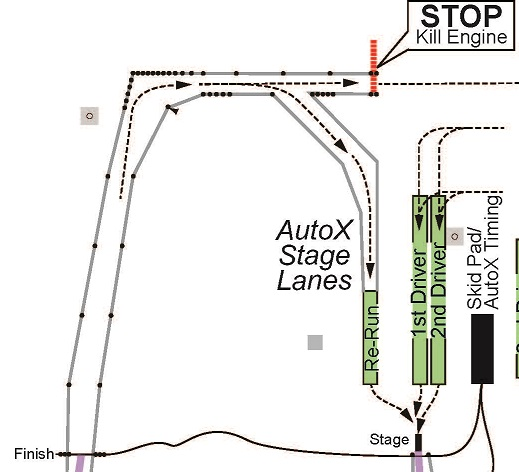 STOP
Kill Engine
AutoX
Stage
Lanes
Skid Pad/
AutoX Timing
1st Driver
2nd Driver
Re-Run
Stage
Finish